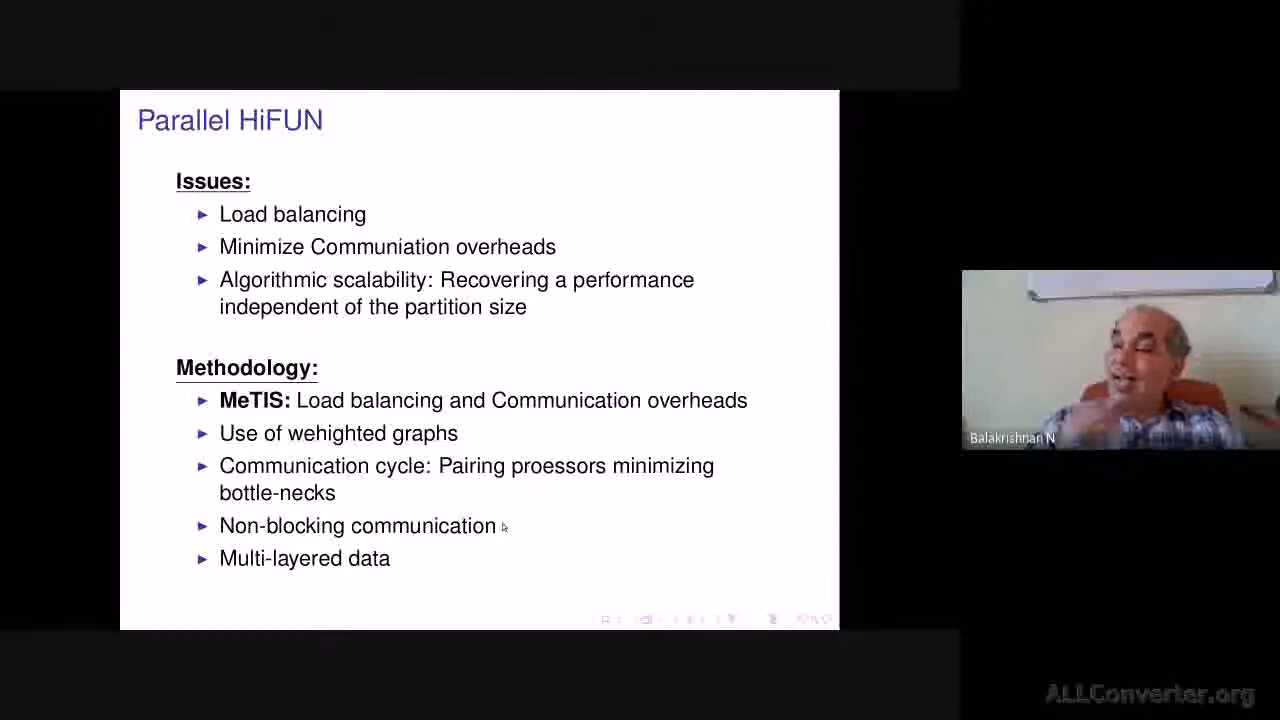 Parallel HiFUN
Issues:
Load balancing
Minimize Communiation overheads
Algorithmic scalability: Recovering a performance
independent of the partition size
Methodology:
MeTIS: Load balancing and Communication overheads
Use of wehighted graphs
Communication cycle: Pairing proessors minimizing
bottle-necks
Non-blocking communication
Multi-layered data
Balakrishnan N
ALLConverter.org